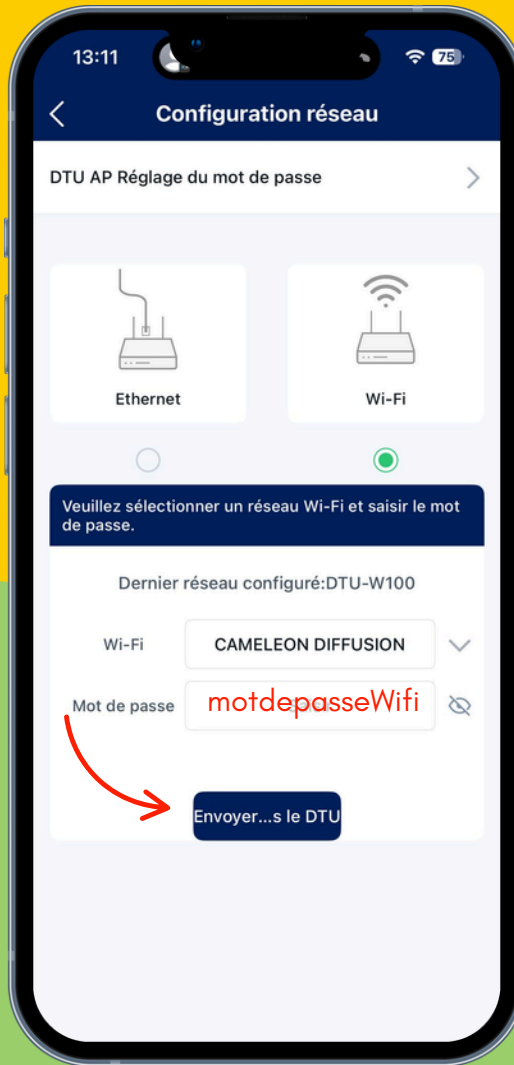 13:11
75
Configuration réseau
DTU AP Réglage du mot de passe
Ethernet
Wi-Fi
Veuillez sélectionner un réseau Wi-Fi et saisir le mot
de passe.
Dernier réseau configuré:DTU-W100
Wi-Fi CAMELEON DIFFUSION
Mot de passe motdepasseWifi
Envoyer...s le DTU